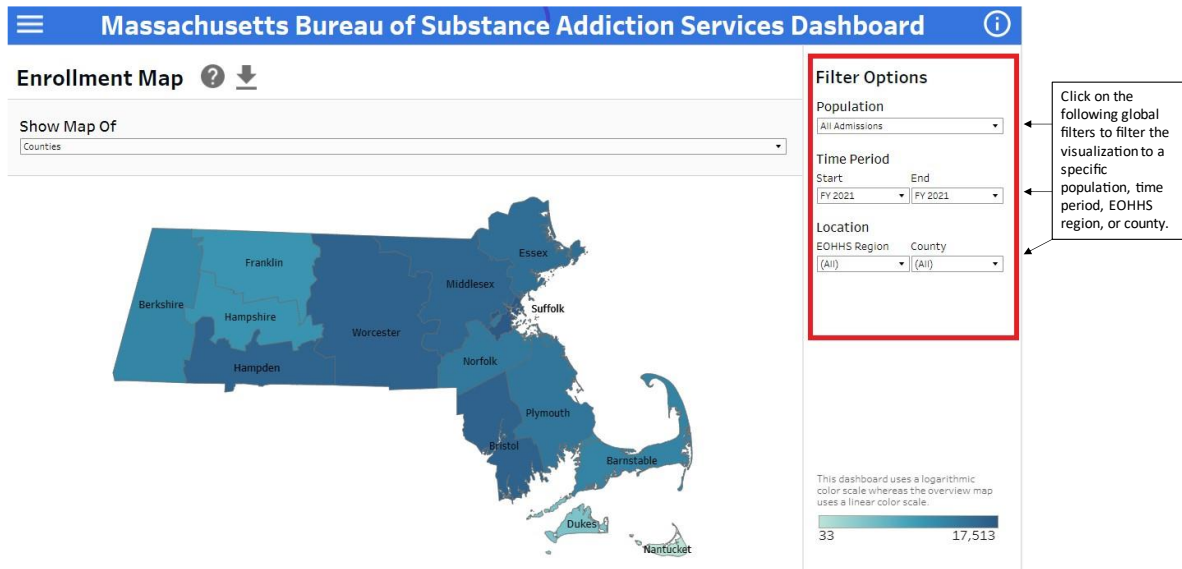 Massachusetts Bureau of Substance Addiction Services Dashboard
Enrollment Map
Show Map Of
Counties
Filter Options
Population
All Admissions
Time Period
Start End
FY 2021 FY 2021
Location
EOHHS Region County
(All) (All)
Click on the
following global
filters to filter the
visualization to a
specific
population, time
period, EOHHS
region, or county.
Essex
Franklin
Middlesex
Berkshire
Suffolk
Hampshire
Worcester
Norfolk
Hampden
Plymouth
Bristol
Barnstable
Dukes
Nantucket
This dashboard uses a logarithmic
color scale whereas the overview map
uses a linear color scale.
33 17,513